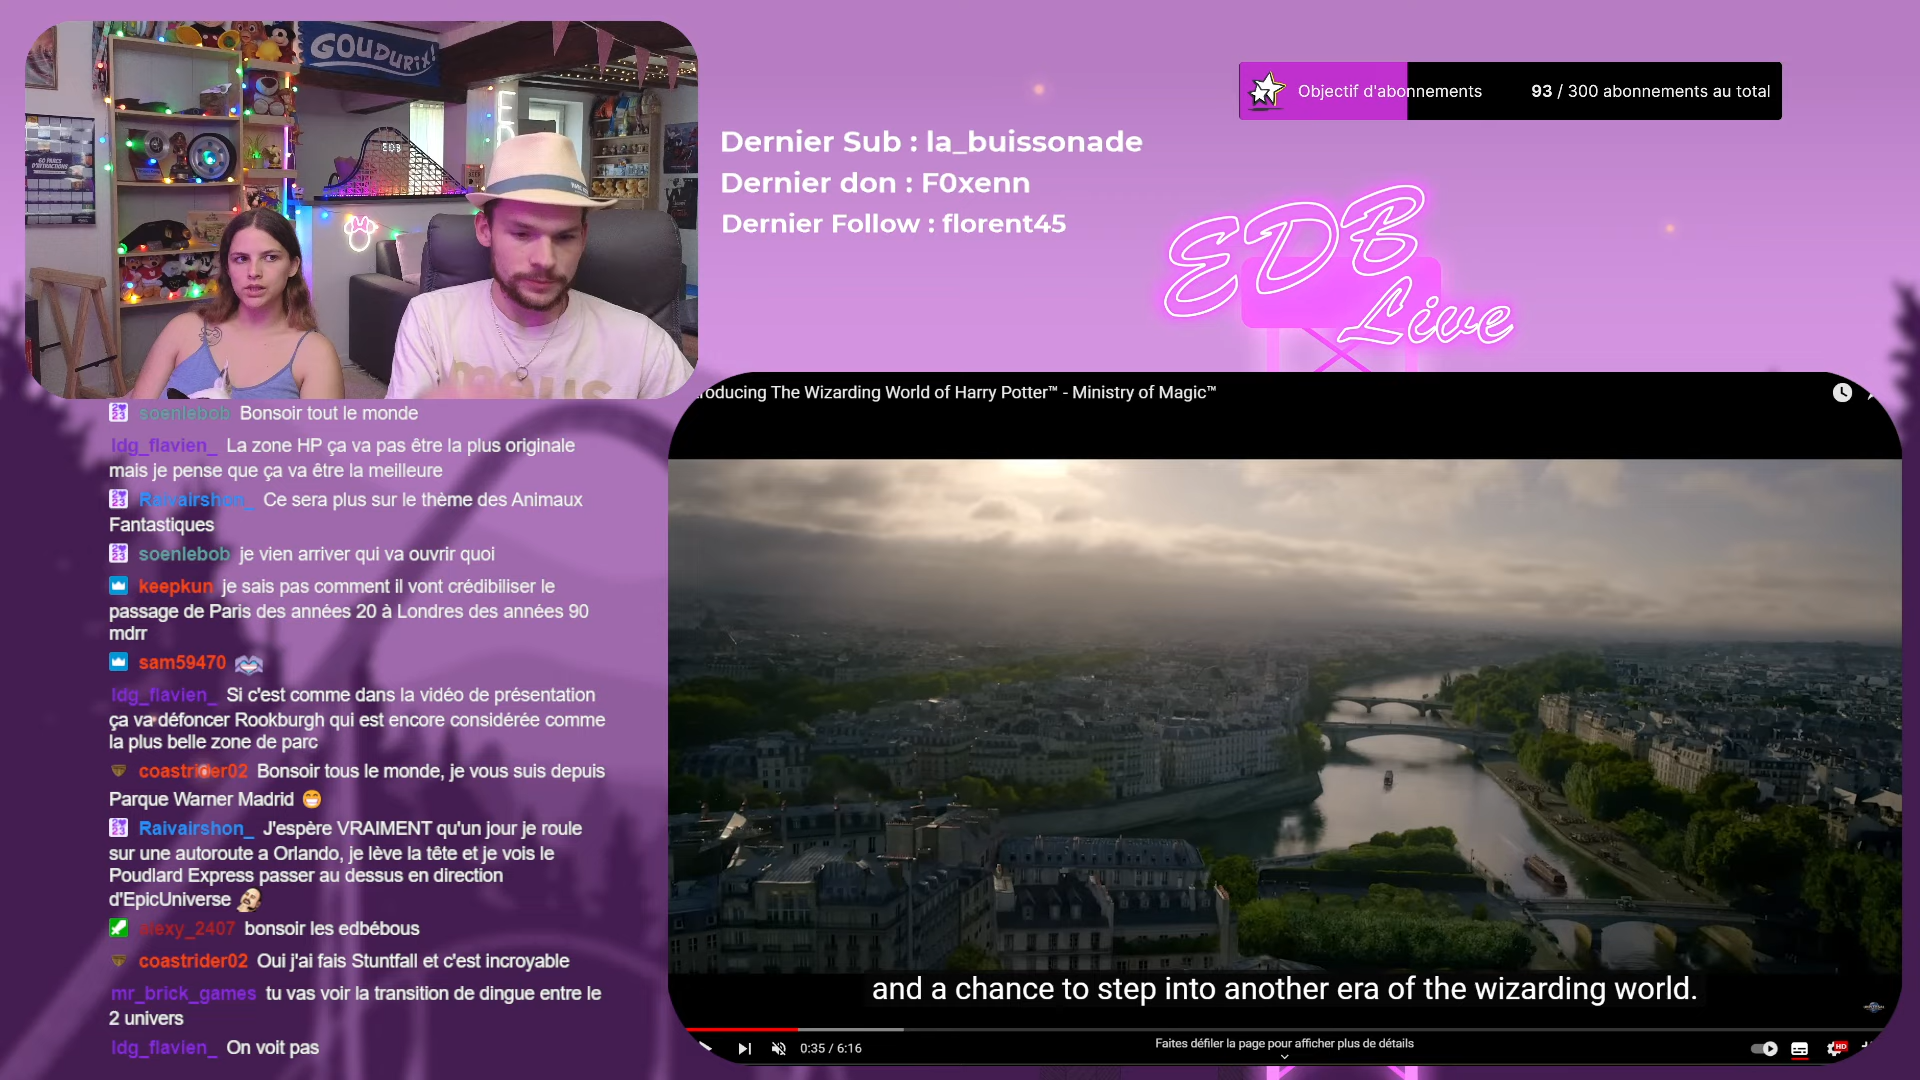 GOUDURIX!
EDB
60 PARCS
D'ATTRACTIONS
Objectif d'abonnements
93 / 300 abonnements au total
Dernier Sub : la_buissonade
Dernier don : F0xenn
Dernier Follow : florent45
EDB
Live
soenlebob Bonsoir tout le monde
ldg_flavien_ La zone HP ça va pas être la plus originale
mais je pense que ça va être la meilleure
Raivairshon_ Ce sera plus sur le thème des Animaux
Fantastiques
soenlebob je vien arriver qui va ouvrir quoi
keepkun je sais pas comment il vont crédibiliser le
passage de Paris des années 20 à Londres des années 90
mdrr
sam59470
ldg_flavien_ Si c'est comme dans la vidéo de présentation
ça va défoncer Rookburgh qui est encore considérée comme
la plus belle zone de parc
coastrider02 Bonsoir tous le monde, je vous suis depuis
Parque Warner Madrid
Raivairshon_ J'espère VRAIMENT qu'un jour je roule
sur une autoroute a Orlando, je lève la tête et je vois le
Poudlard Express passer au dessus en direction
d'EpicUniverse
alexy_2407 bonsoir les edbébous
coastrider02 Oui j'ai fais Stuntfall et c'est incroyable
mr_brick_games tu vas voir la transition de dingue entre le
2 univers
ldg_flavien_ On voit pas
roducing The Wizarding World of Harry Potter™ - Ministry of Magic™
and a chance to step into another era of the wizarding world.
0:35 / 6:16
Faites défiler la page pour afficher plus de détails
HD